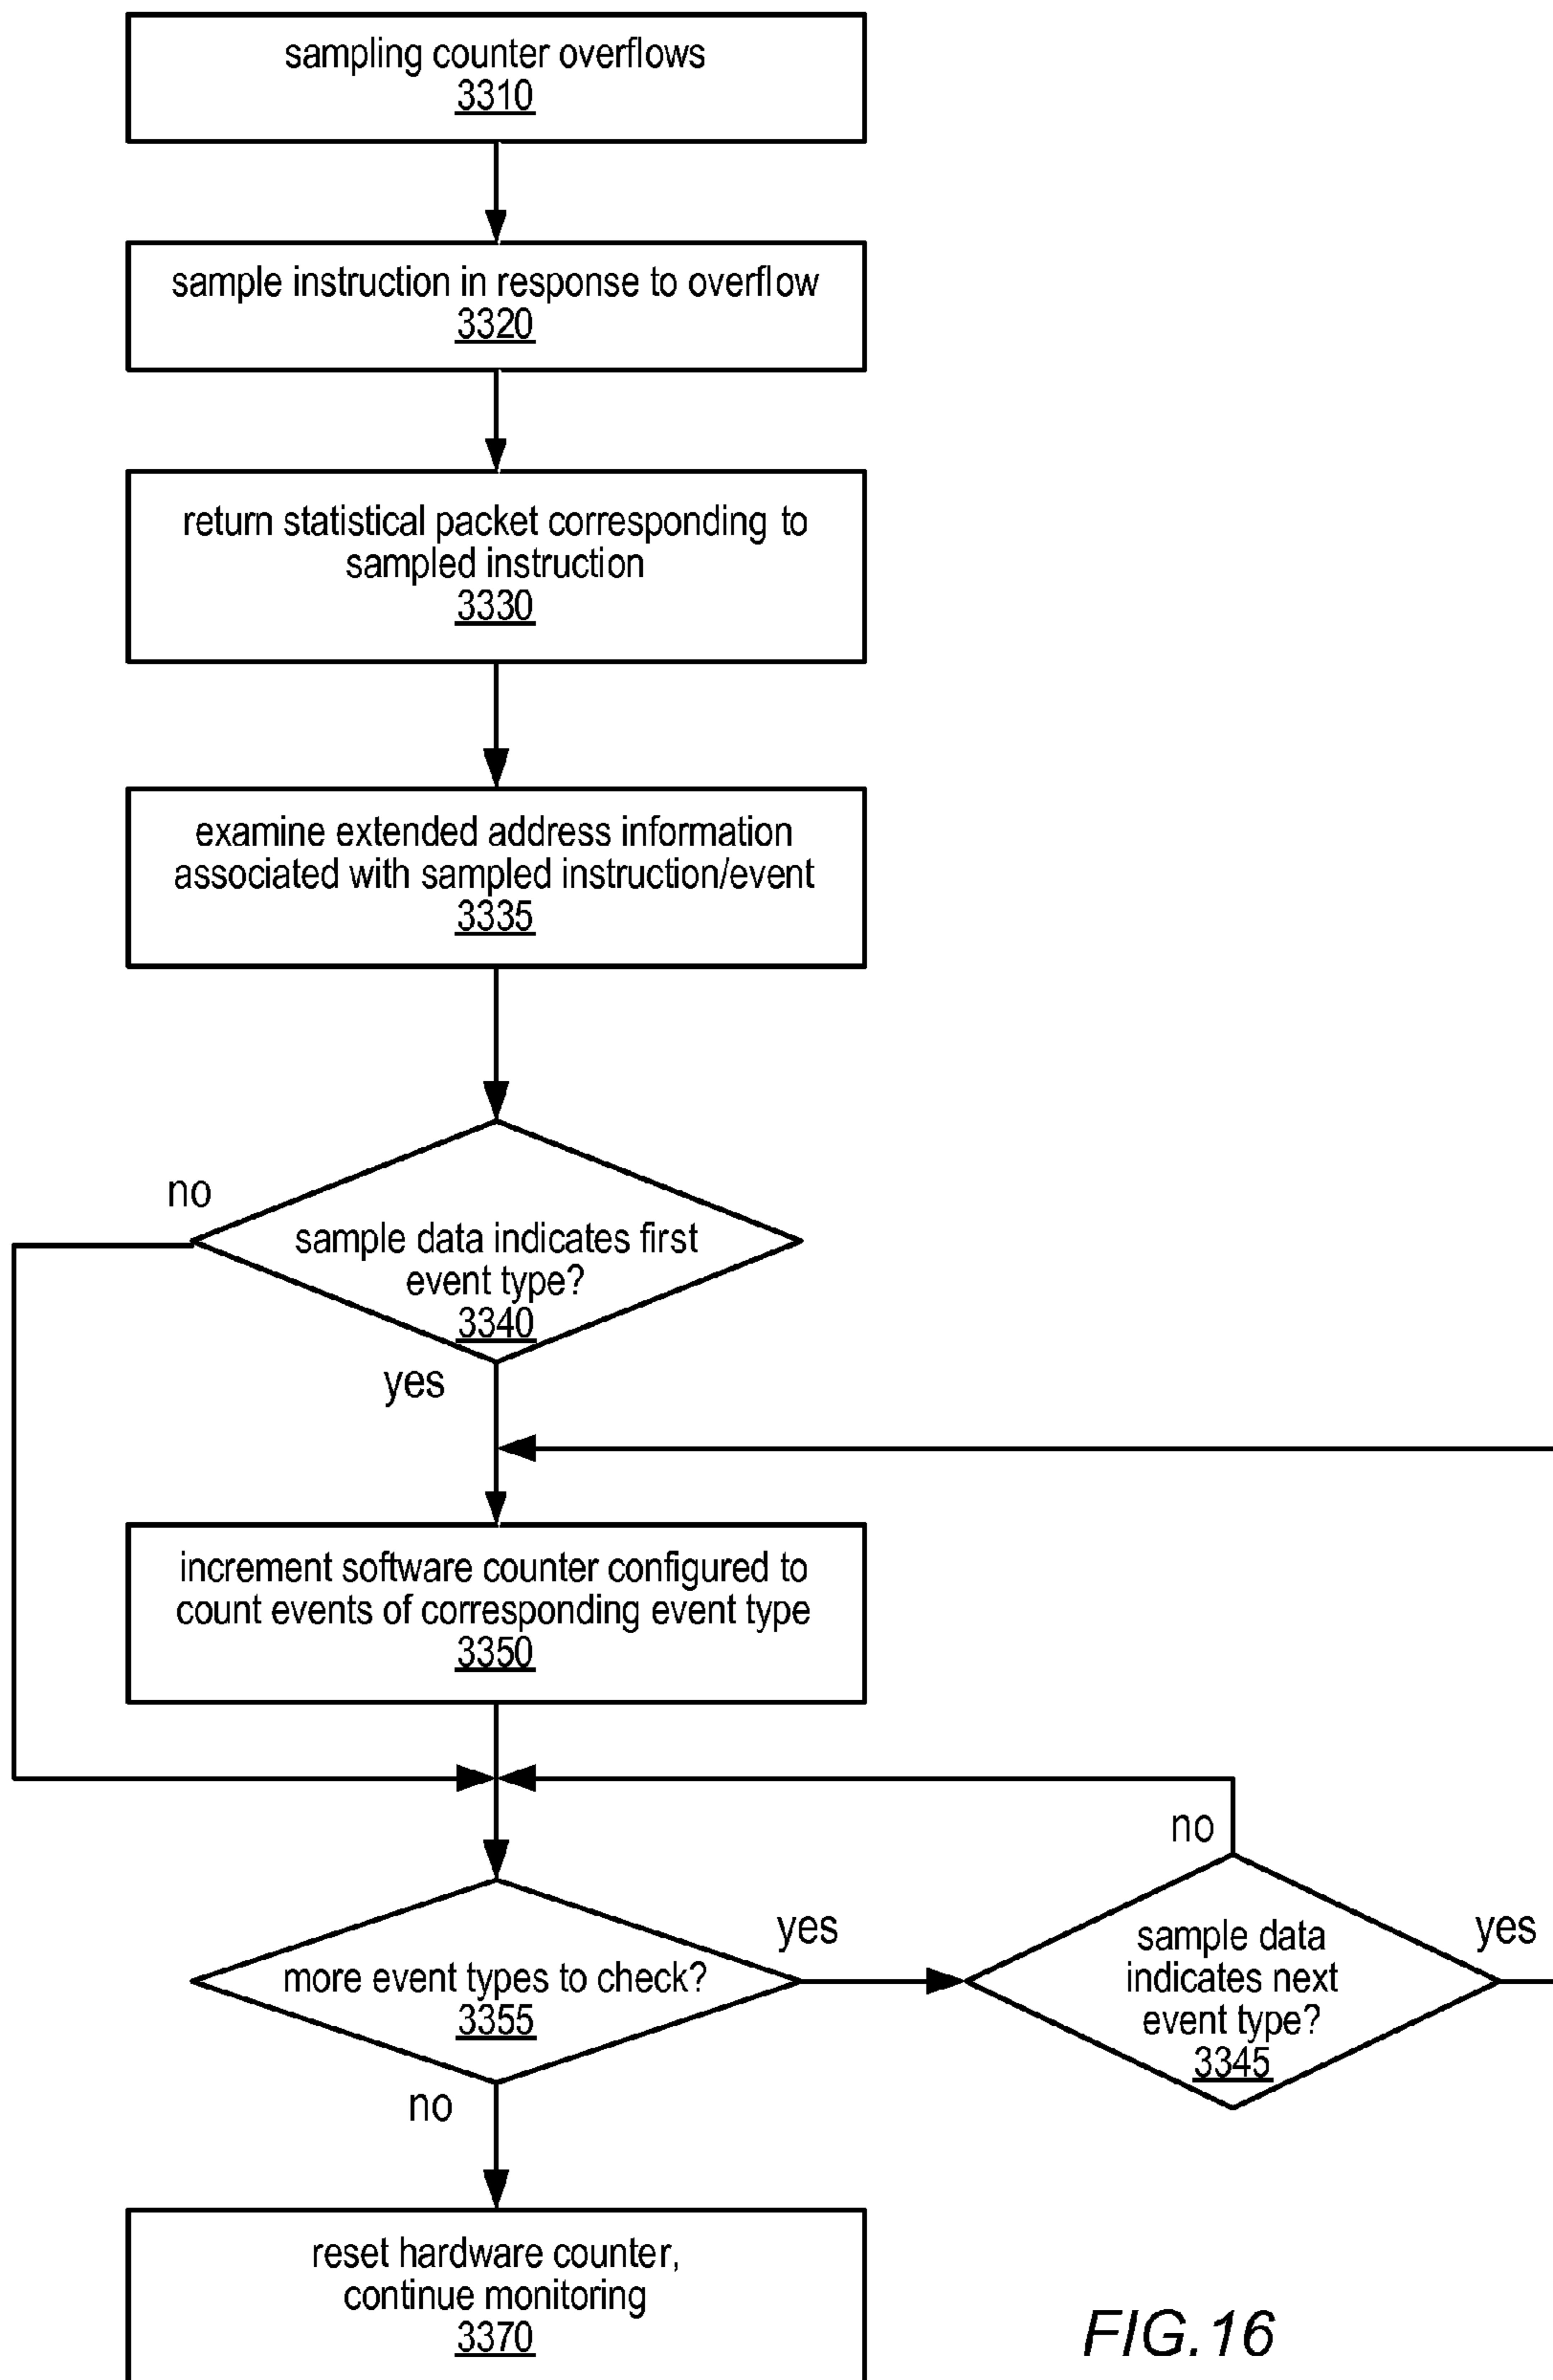 sampling counter overflows
3310
sample instruction in response to overflow
3320
return statistical packet corresponding to
sampled instruction
3330
examine extended address information
associated with sampled instruction/event
3335
no
sample data indicates first
event type?
3340
yes
increment software counter configured to
count events of corresponding event type
3350
no
yes
more event types to check?
3355
sample data
indicates next
event type?
3345
yes
no
reset hardware counter,
continue monitoring
3370
FIG.16